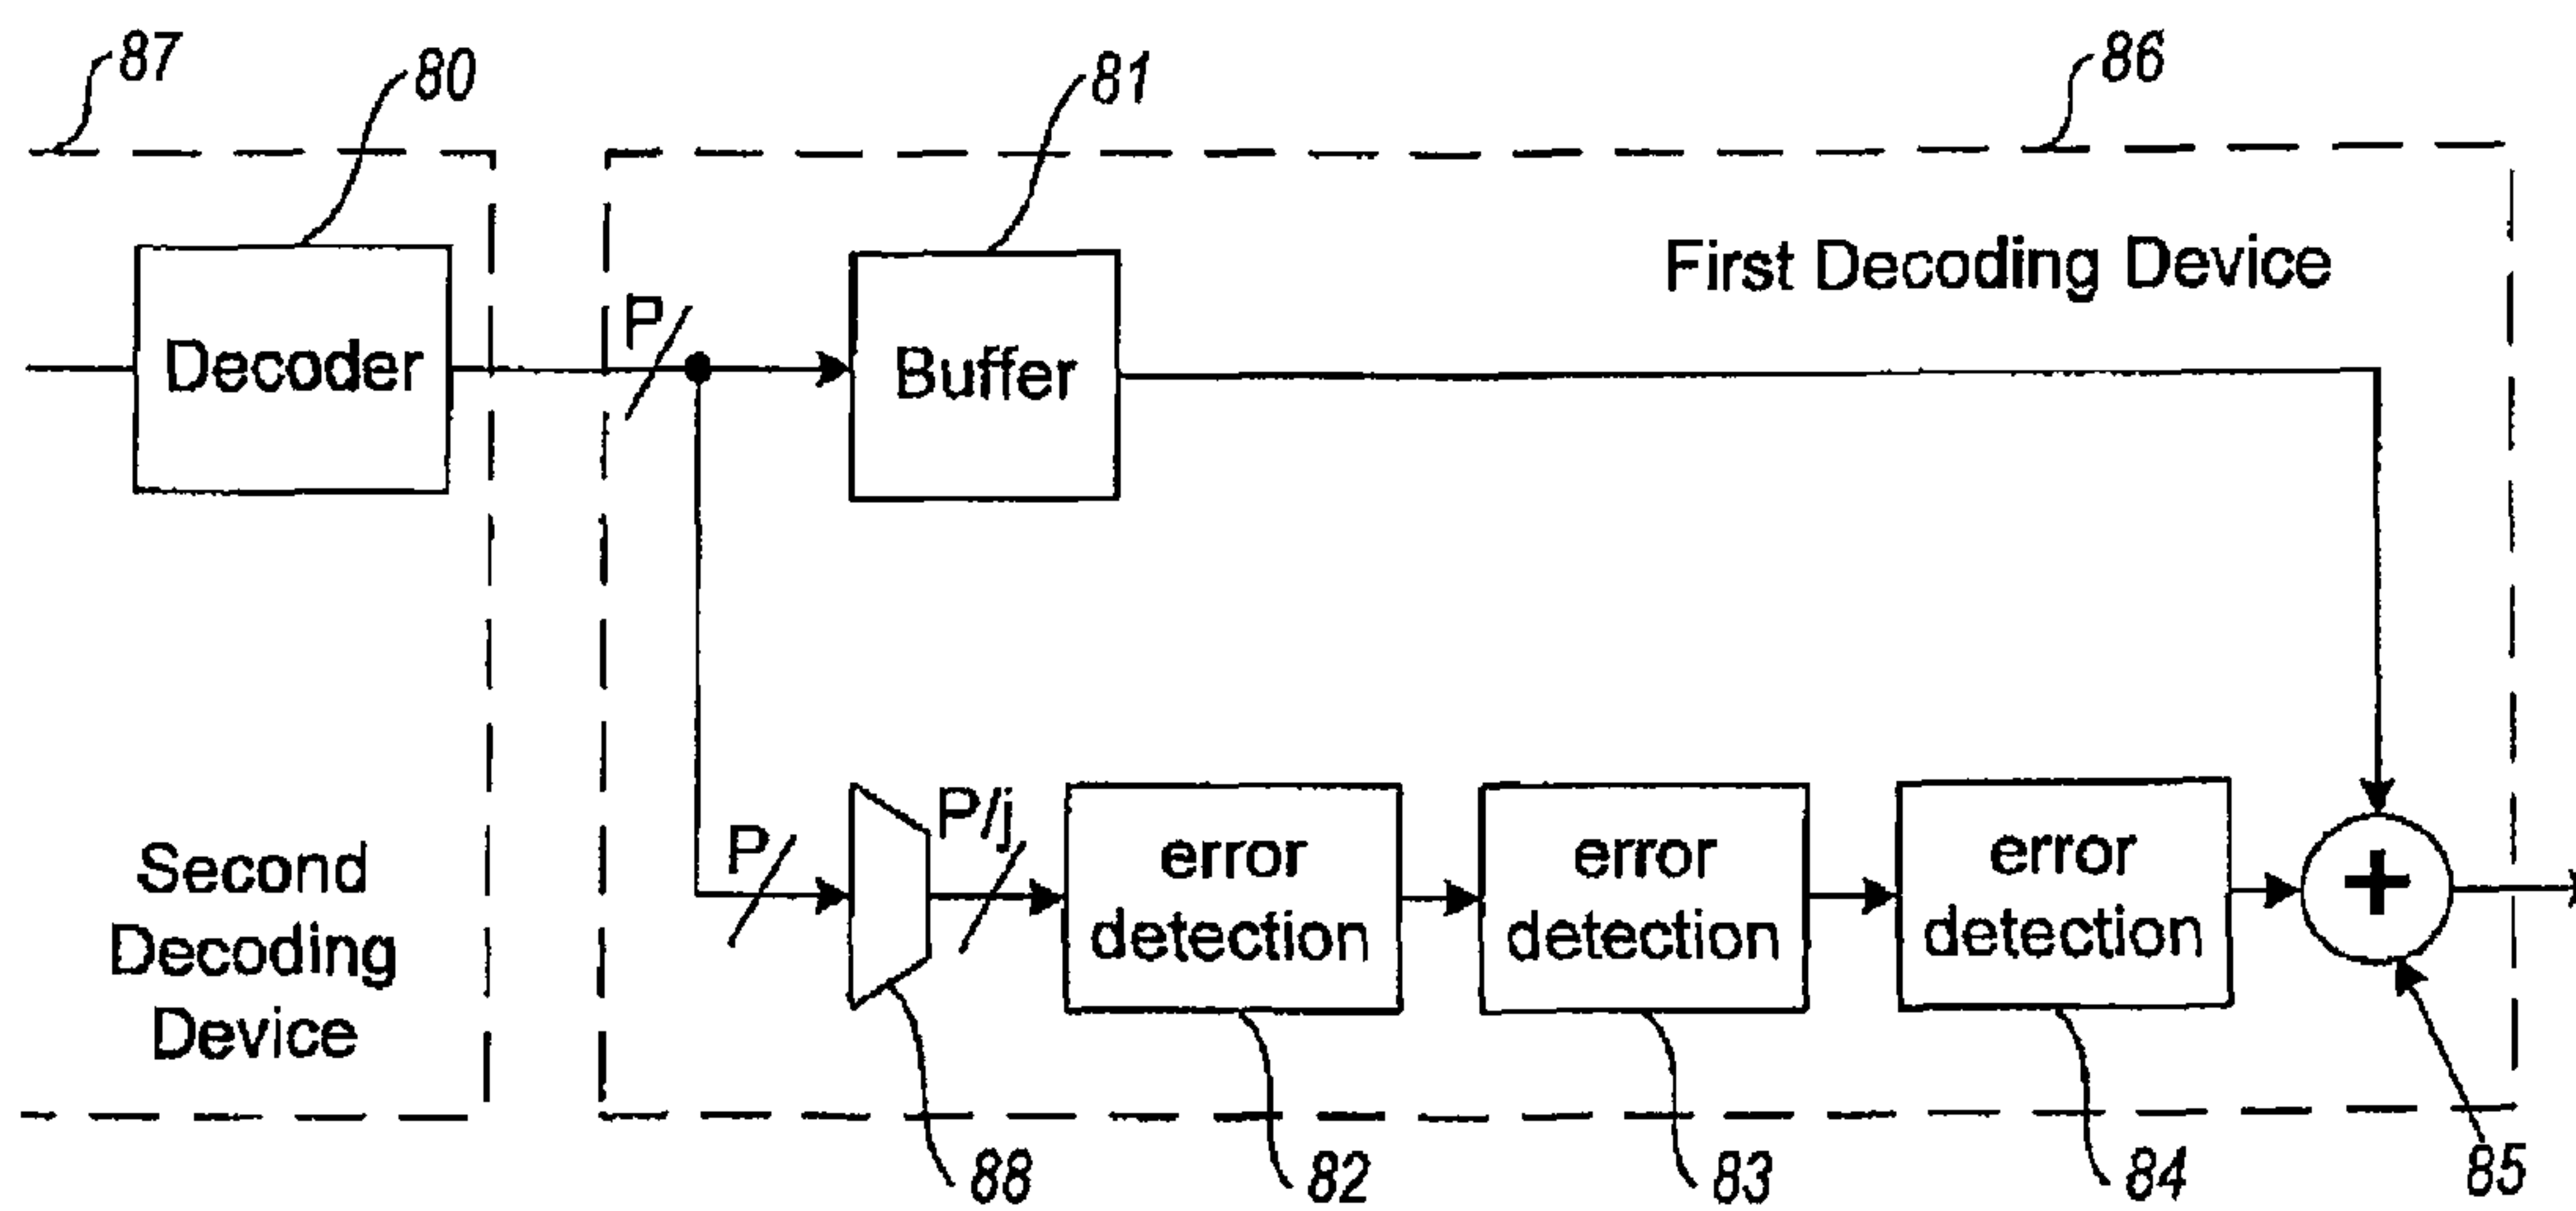 87
80
81
86
First Decoding Device
P
Decoder
Buffer
P
P/j
error
detection
error
detection
error
detection
+
Second
Decoding
Device
88
82
83
84
85